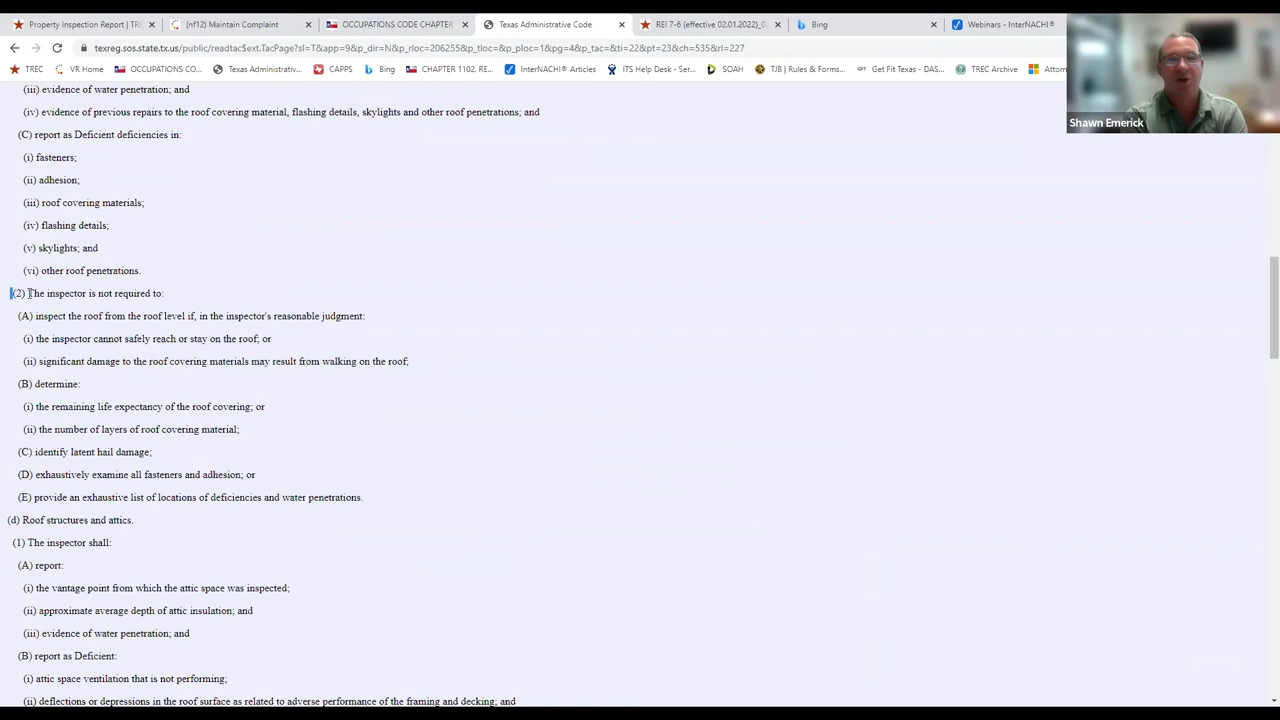 Property Inspection Report | TRE
(nf12) Maintain Complaint
OCCUPATIONS CODE CHAPTER
Texas Administrative Code
REI 7-6 (effective 02.01.2022)_0.
Bing
Webinars - InterNACHI®
texreg.sos.state.tx.us/public/readtac$ext.TacPage?sl=T&app=9&p_dir=N&p_rloc=206255&p_tloc=&p_ploc=1&pg=4&p_tac=&ti=22&pt=23&ch=535&rl=227
TREC VR Home OCCUPATIONS CO... Texas Administrativ... CAPPS Bing CHAPTER 1102. RE... InterNACHI® Articles ITS Help Desk - Ser... SOAH TJB | Rules & Forms... Get Fit Texas - DAS... TREC Archive Attorn
Shawn Emerick
(iii) evidence of water penetration; and
(iv) evidence of previous repairs to the roof covering material, flashing details, skylights and other roof penetrations; and
(C) report as Deficient deficiencies in:
(i) fasteners;
(ii) adhesion;
(iii) roof covering materials;
(iv) flashing details;
(v) skylights; and
(vi) other roof penetrations.
(2) The inspector is not required to:
(A) inspect the roof from the roof level if, in the inspector's reasonable judgment:
(i) the inspector cannot safely reach or stay on the roof; or
(ii) significant damage to the roof covering materials may result from walking on the roof;
(B) determine:
(i) the remaining life expectancy of the roof covering; or
(ii) the number of layers of roof covering material;
(C) identify latent hail damage;
(D) exhaustively examine all fasteners and adhesion; or
(E) provide an exhaustive list of locations of deficiencies and water penetrations.
(d) Roof structures and attics.
(1) The inspector shall:
(A) report:
(i) the vantage point from which the attic space was inspected;
(ii) approximate average depth of attic insulation; and
(iii) evidence of water penetration; and
(B) report as Deficient:
(i) attic space ventilation that is not performing;
(ii) deflections or depressions in the roof surface as related to adverse performance of the framing and decking; and